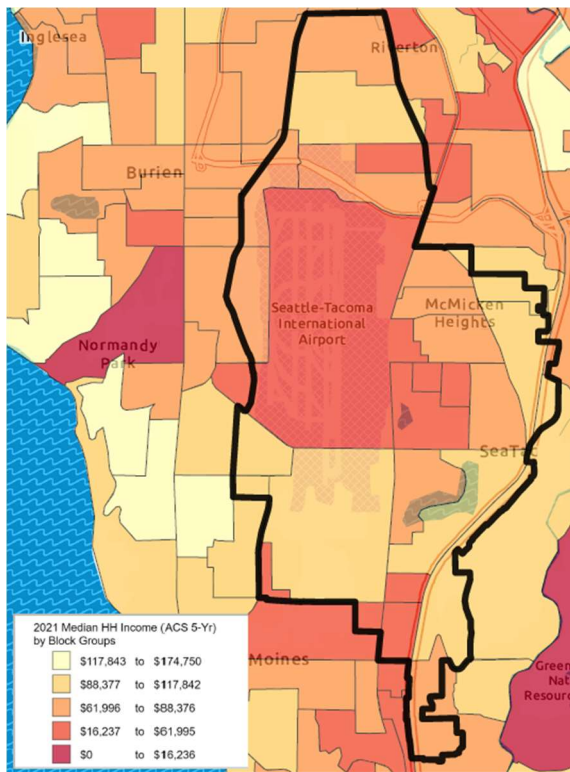 Inglesea
Riverton
Burien
Seattle-Tacoma
International
Airport
McMicken
Heights
Normandy
Park
SeaTac
2021 Median HH Income (ACS 5-Yr)
by Block Groups
$117,843 to $174,750
$88,377 to $117,842
$61,996 to $88,376
$16,237 to $61,995
$0 to $16,236
Moines
Green
Nat
Resource